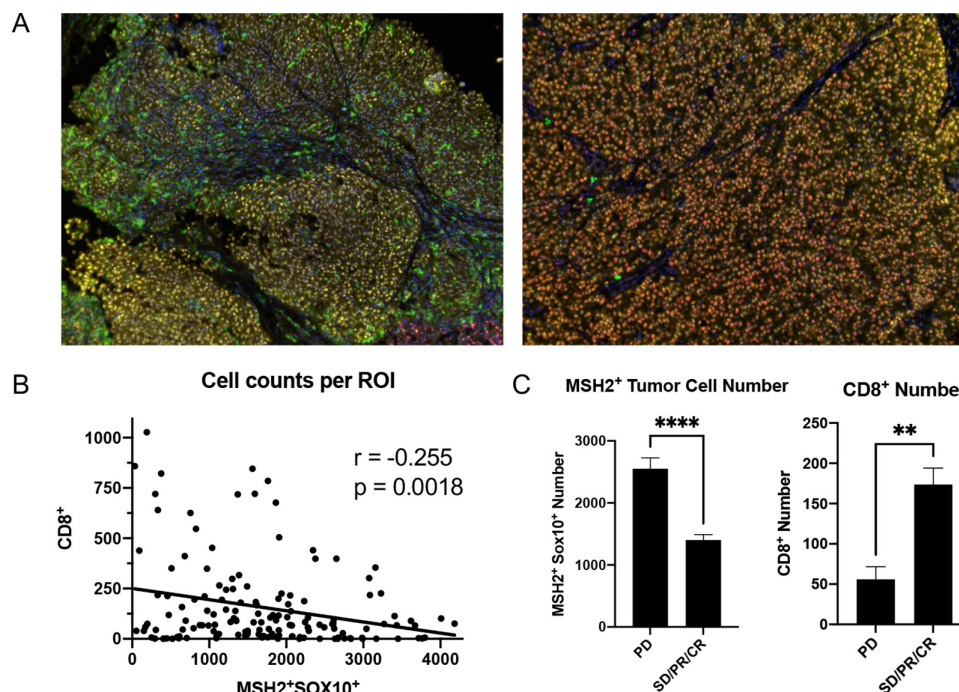 A
B
Cell counts per ROI
r = -0.255
p = 0.0018
CD8⁺
1000
750
500
250
0
0 1000 2000 3000 4000
MSH2⁺SOX10⁺
C
MSH2⁺ Tumor Cell Number
****
MSH2⁺ Sox10⁺ Number
3000
2000
1000
0
PD
SD/PR/CR
CD8⁺ Numbe
**
CD8⁺ Number
250
200
150
100
50
0
PD
SD/PR/CR